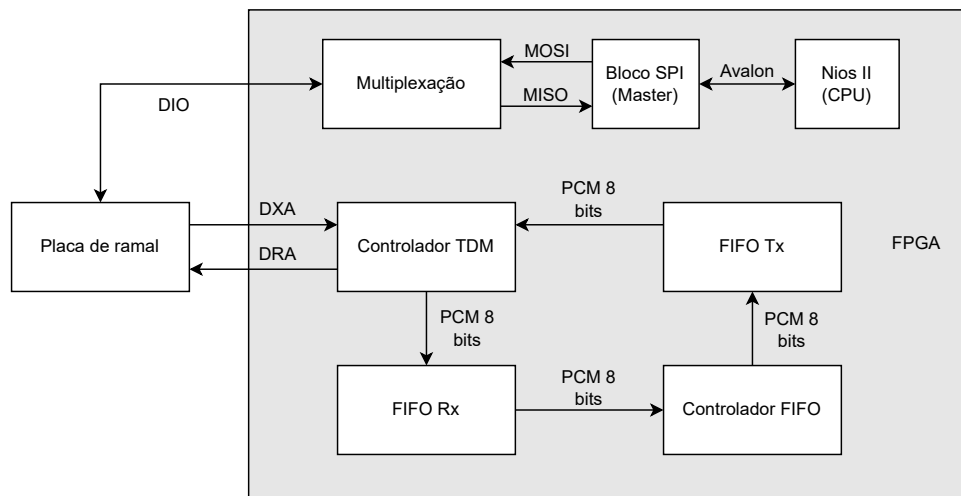 MOSI
Multiplexação
MISO
Bloco SPI
(Master)
Avalon
Nios II
(CPU)
DIO
Placa de ramal
DXA
DRA
Controlador TDM
PCM 8
bits
FIFO Tx
FPGA
PCM 8
bits
PCM 8
bits
FIFO Rx
PCM 8
bits
Controlador FIFO